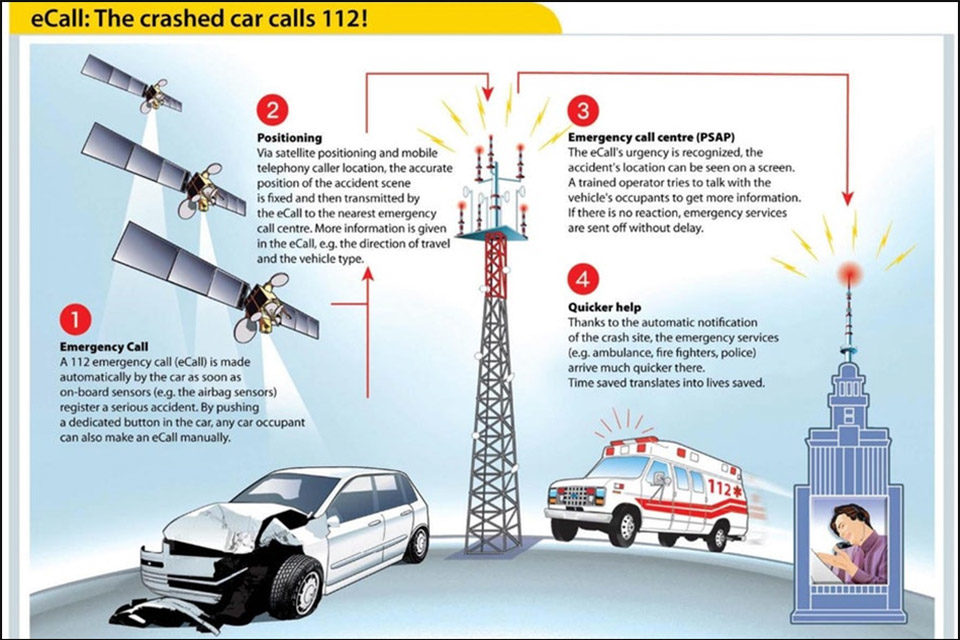 eCall: The crashed car calls 112!
1
Emergency Call
A 112 emergency call (eCall) is made
automatically by the car as soon as
on-board sensors (e.g. the airbag sensors)
register a serious accident. By pushing
a dedicated button in the car, any car occupant
can also make an eCall manually.
2
Positioning
Via satellite positioning and mobile
telephony caller location, the accurate
position of the accident scene
is fixed and then transmitted by
the eCall to the nearest emergency
call centre. More information is given
in the eCall, e.g. the direction of travel
and the vehicle type.
3
Emergency call centre (PSAP)
The eCall's urgency is recognized, the
accident's location can be seen on a screen.
A trained operator tries to talk with the
vehicle's occupants to get more information.
If there is no reaction, emergency services
are sent off without delay.
4
Quicker help
Thanks to the automatic notification
of the crash site, the emergency services
(e.g. ambulance, fire fighters, police)
arrive much quicker there.
Time saved translates into lives saved.
112